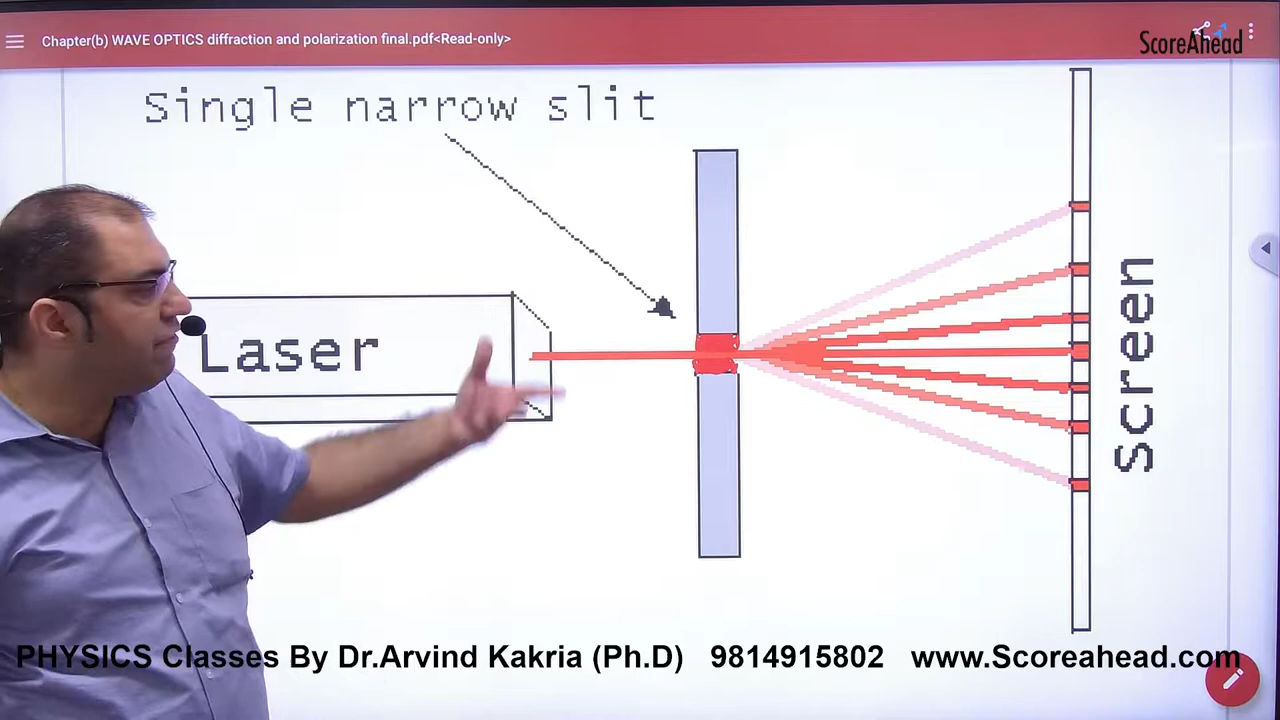 Chapter(b) WAVE OPTICS diffraction and polarization final.pdf<Read-only>
ScoreAhead
Single narrow slit
Laser
Screen
PHYSICS Classes By Dr.Arvind Kakria (Ph.D) 9814915802 www.Scoreahead.com